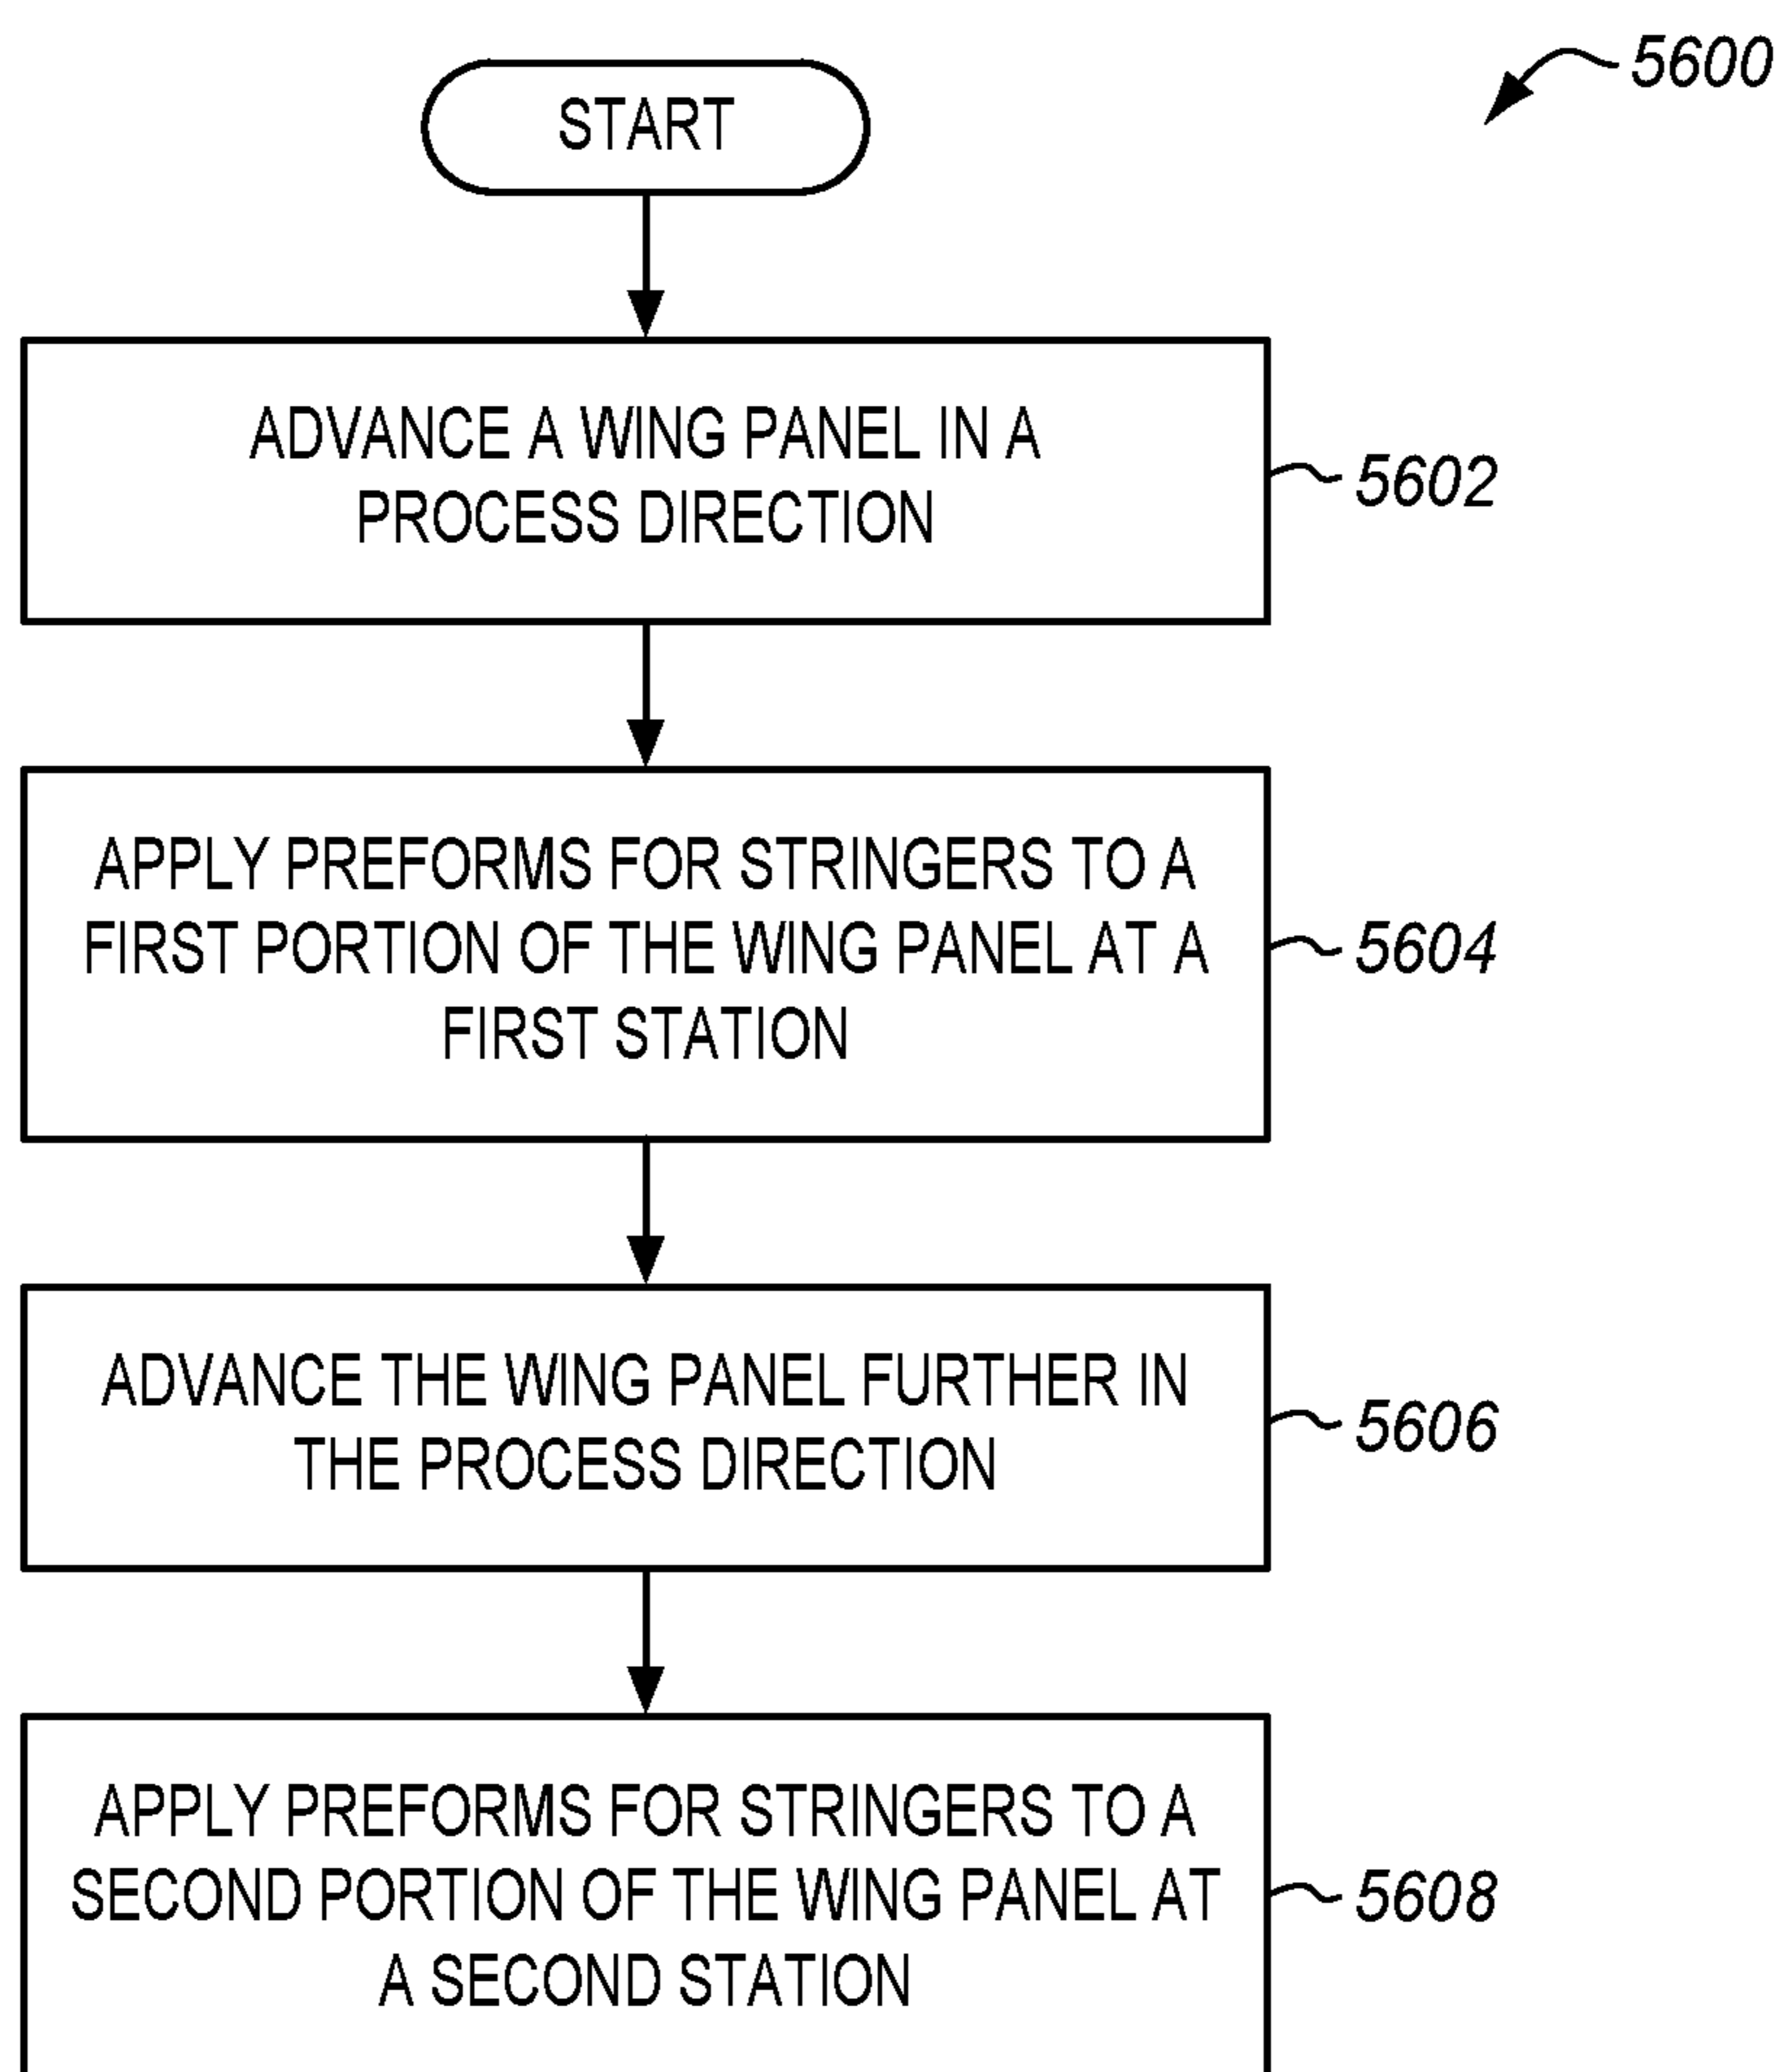 5600
START
ADVANCE A WING PANEL IN A
PROCESS DIRECTION
5602
APPLY PREFORMS FOR STRINGERS TO A
FIRST PORTION OF THE WING PANEL AT A
FIRST STATION
5604
ADVANCE THE WING PANEL FURTHER IN
THE PROCESS DIRECTION
5606
APPLY PREFORMS FOR STRINGERS TO A
SECOND PORTION OF THE WING PANEL AT
A SECOND STATION
5608